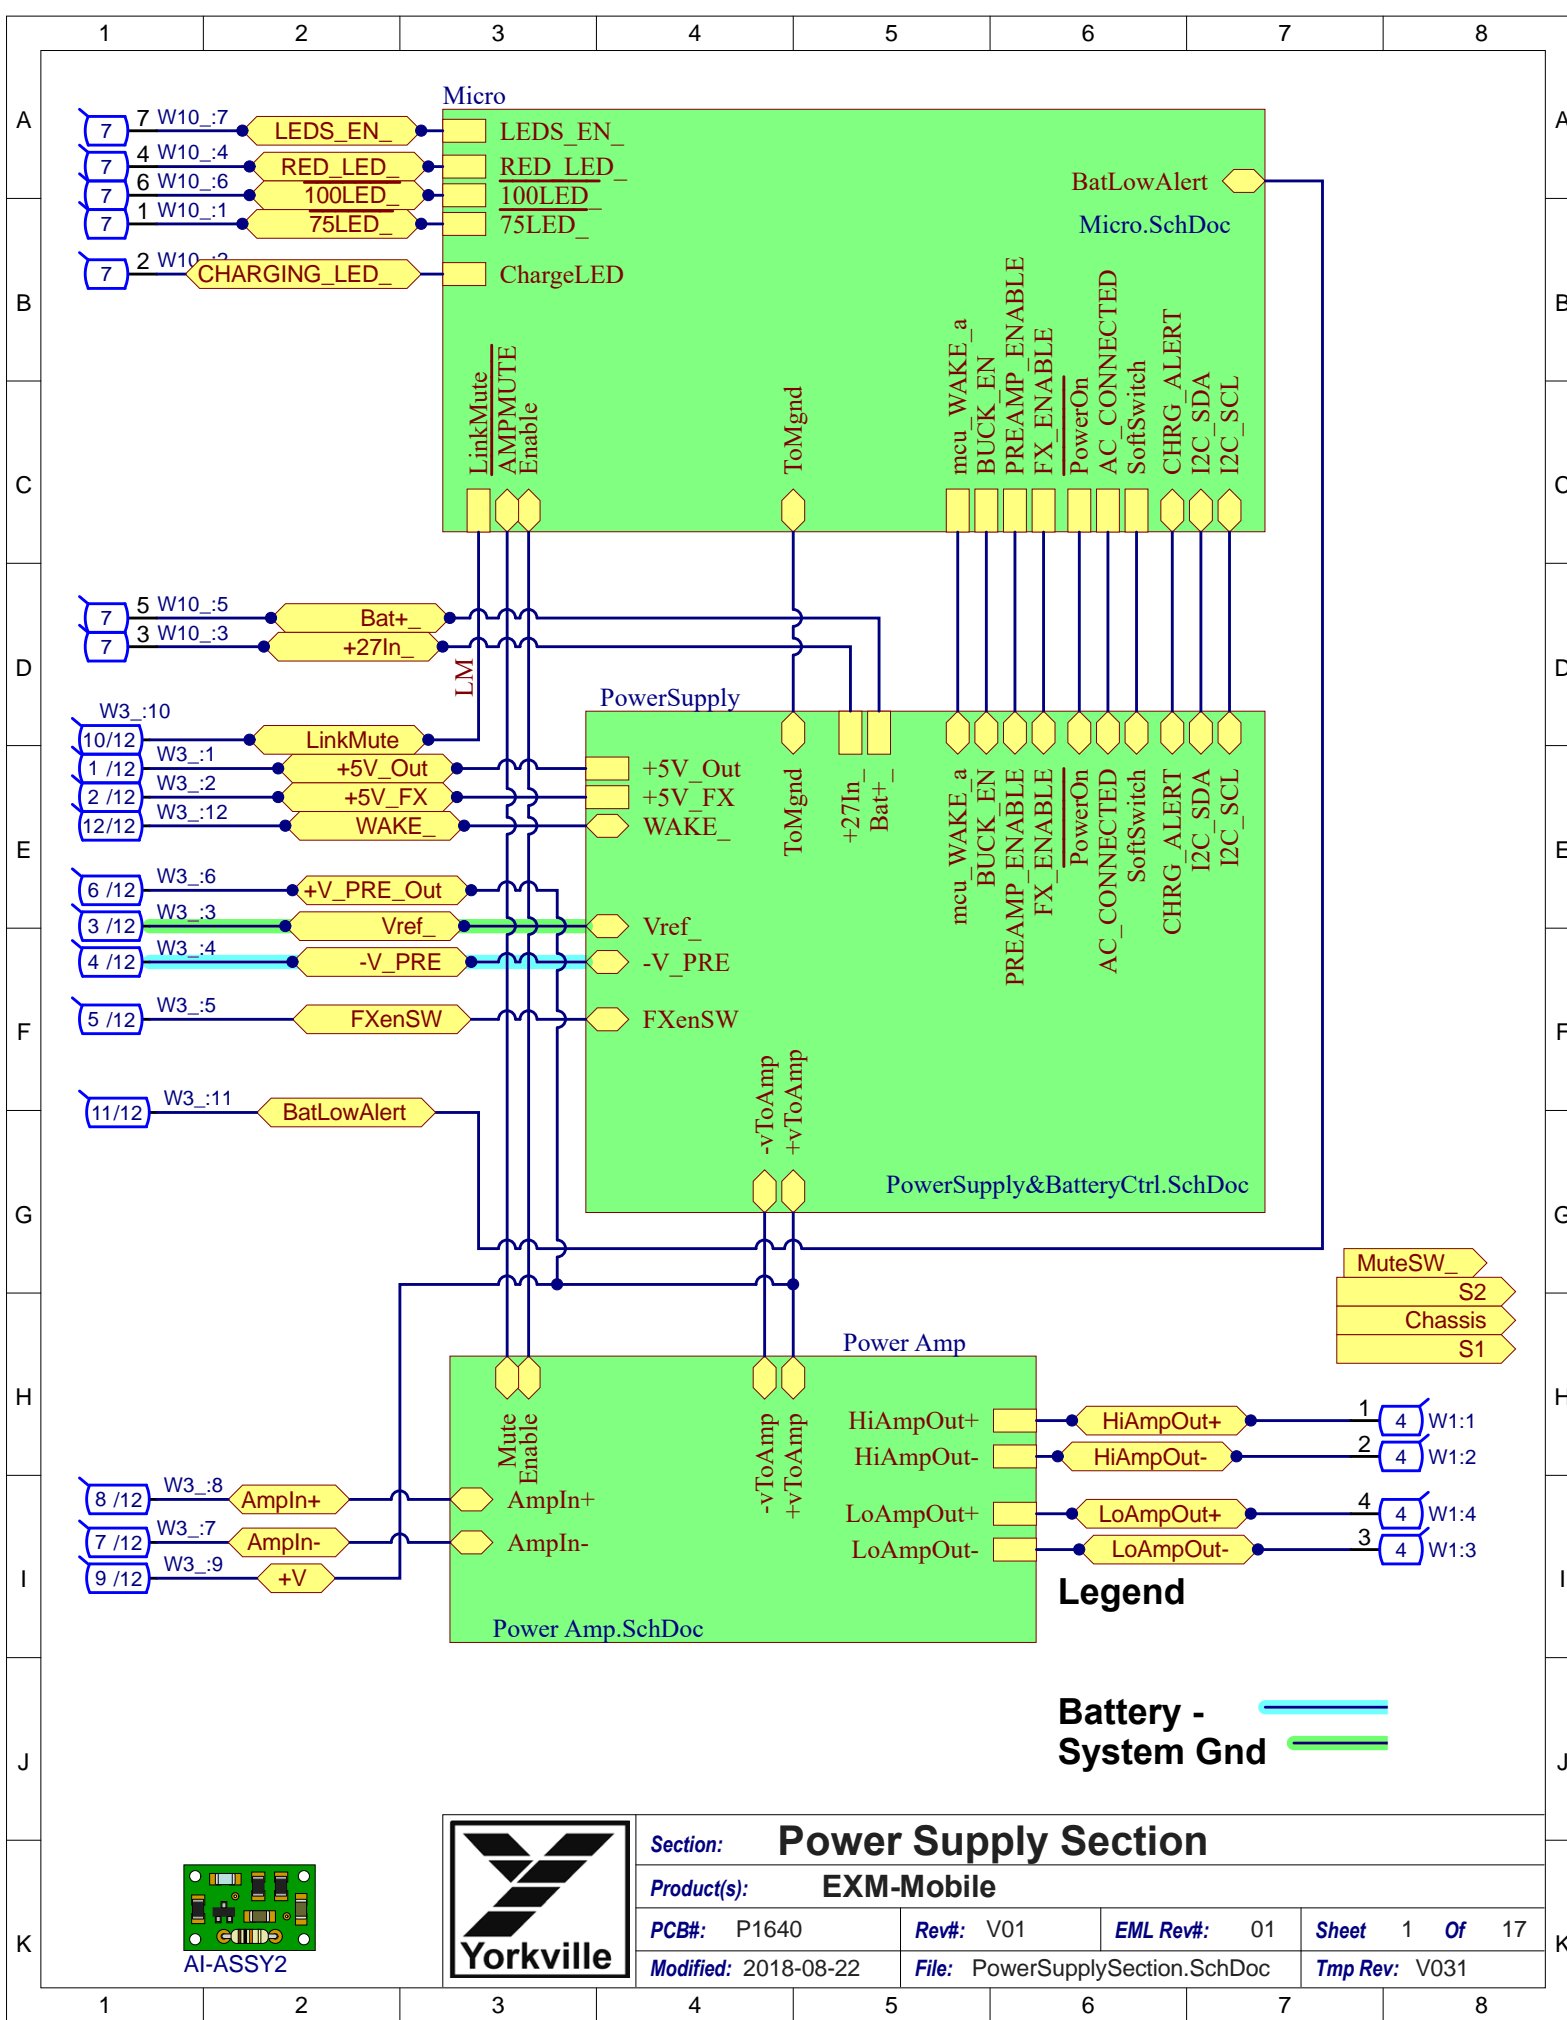 1 2 3 4 5 6 7 8
Micro
A A
7 7 W10_:7 LEDS_EN_ LEDS_EN_
7 4 W10_:4 RED_LED_ RED_LED_
BatLowAlert
7 6 W10_:6 100LED_ 100LED_
7 1 W10_:1 75LED_ 75LED_
Micro.SchDoc
7 2 W10_:2 CHARGING_LED_ ChargeLED
B B
LinkMute
AMPMUTE
Enable
ToMgnd
mcu_WAKE_a
BUCK_EN
PREAMP_ENABLE
FX_ENABLE
PowerOn
AC_CONNECTED
SoftSwitch
CHRG_ALERT
I2C_SDA
I2C_SCL
C C
7 5 W10_:5 Bat+_
7 3 W10_:3 +27In_
D D
LM
PowerSupply
W3_:10
10/12 LinkMute
1 /12 W3_:1 +5V_Out +5V_Out
2 /12 W3_:2 +5V_FX +5V_FX
12/12 W3_:12 WAKE_ WAKE_
ToMgnd
+27In_
Bat+_
mcu_WAKE_a
BUCK_EN
PREAMP_ENABLE
FX_ENABLE
PowerOn
AC_CONNECTED
SoftSwitch
CHRG_ALERT
I2C_SDA
I2C_SCL
E E
6 /12 W3_:6 +V_PRE_Out
3 /12 W3_:3 Vref_ Vref_
4 /12 W3_:4 -V_PRE -V_PRE
5 /12 W3_:5 FXenSW FXenSW
F F
-vToAmp
+vToAmp
11/12 W3_:11 BatLowAlert
PowerSupply&BatteryCtrl.SchDoc
G G
MuteSW_
S2
Chassis
S1
Power Amp
H H
Mute
Enable
-vToAmp
+vToAmp
HiAmpOut+ HiAmpOut+ 1 4 W1:1
HiAmpOut- HiAmpOut- 2 4 W1:2
8 /12 W3_:8 AmpIn+ AmpIn+
LoAmpOut+ LoAmpOut+ 4 4 W1:4
7 /12 W3_:7 AmpIn- AmpIn-
LoAmpOut- LoAmpOut- 3 4 W1:3
9 /12 W3_:9 +V
I I
Legend
Power Amp.SchDoc
Battery -
System Gnd
J J
Section: Power Supply Section
Product(s): EXM-Mobile
PCB#: P1640 Rev#: V01 EML Rev#: 01 Sheet 1 Of 17
Modified: 2018-08-22 File: PowerSupplySection.SchDoc Tmp Rev: V031
Yorkville
K K
AI-ASSY2
1 2 3 4 5 6 7 8